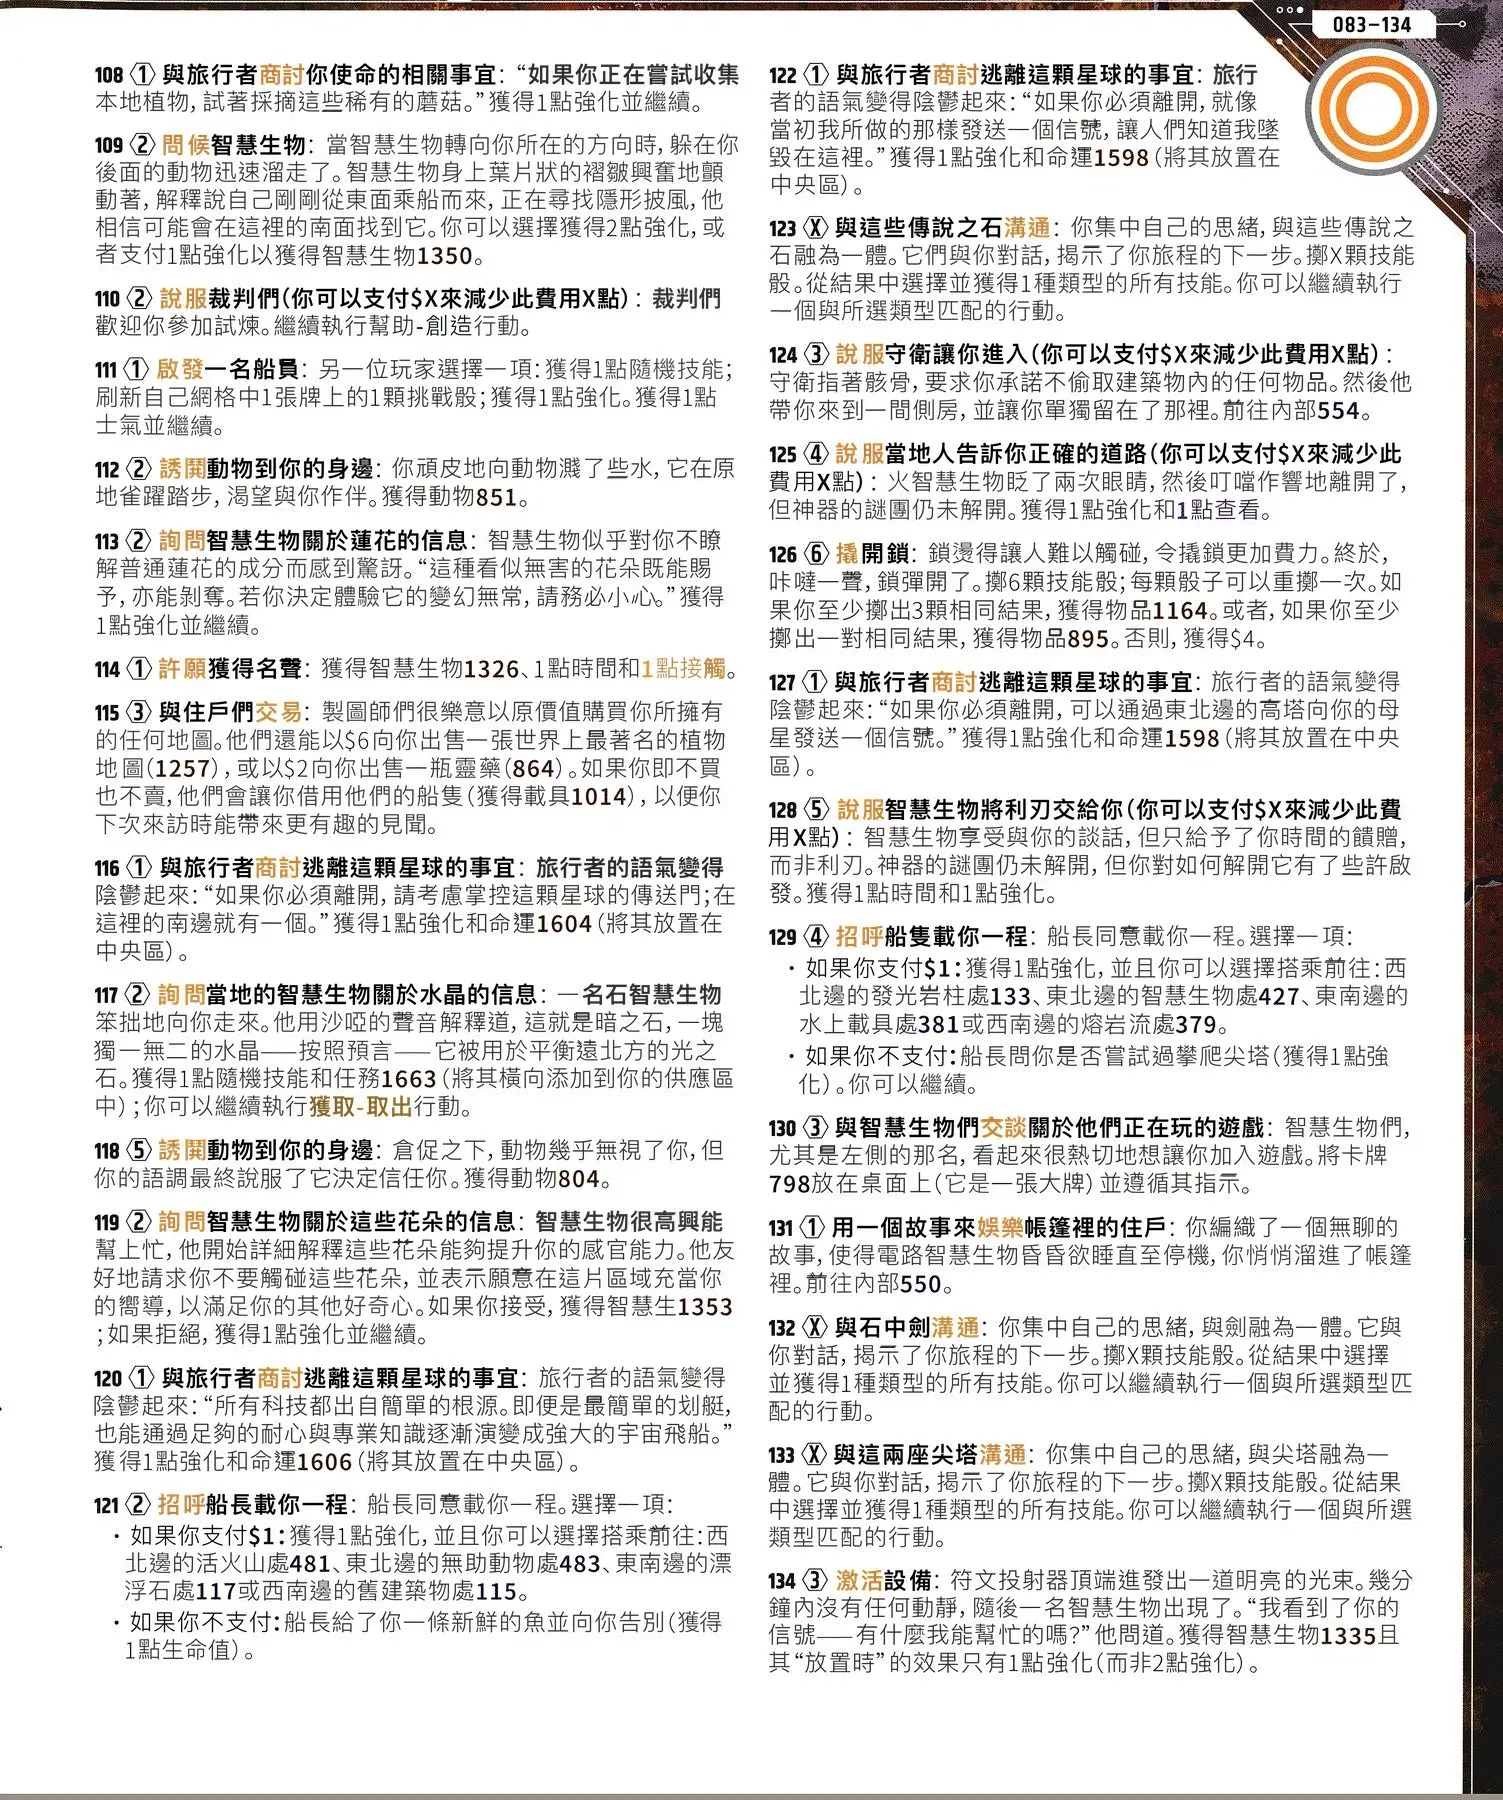 083–134
108 ① 與旅行者商討你使命的相關事宜：“如果你正在嘗試收集
本地植物，試著採摘這些稀有的蘑菇。”獲得1點強化並繼續。
109 ② 問候智慧生物：當智慧生物轉向你所在的方向時，躲在你
後面的動物迅速溜走了。智慧生物身上葉片狀的褶皺興奮地顫
動著，解釋說自己剛剛從東面乘船而來，正在尋找隱形披風，他
相信可能會在這裡的南面找到它。你可以選擇獲得2點強化，或
者支付1點強化以獲得智慧生物1350。
110 ② 說服裁判們（你可以支付$X來減少此費用X點）：裁判們
歡迎你參加試煉。繼續執行幫助-創造行動。
111 ① 啟發一名船員：另一位玩家選擇一項：獲得1點隨機技能；
刷新自己網格中1張牌上的1顆挑戰骰；獲得1點強化。獲得1點
士氣並繼續。
112 ② 誘鬨動物到你的身邊：你頑皮地向動物濺了些水，它在原
地雀躍踏步，渴望與你作伴。獲得動物851。
113 ② 詢問智慧生物關於蓮花的信息：智慧生物似乎對你不瞭
解普通蓮花的成分而感到驚訝。“這種看似無害的花朵既能賜
予，亦能剝奪。若你決定體驗它的變幻無常，請務必小心。”獲得
1點強化並繼續。
114 ① 許願獲得名聲：獲得智慧生物1326、1點時間和1點接觸。
115 ③ 與住戶們交易：製圖師們很樂意以原價值購買你所擁有
的任何地圖。他們還能以$6向你出售一張世界上最著名的植物
地圖（1257），或以$2向你出售一瓶靈藥（864）。如果你即不買
也不賣，他們會讓你借用他們的船隻（獲得載具1014），以便你
下次來訪時能帶來更有趣的見聞。
116 ① 與旅行者商討逃離這顆星球的事宜：旅行者的語氣變得
陰鬱起來：“如果你必須離開，請考慮掌控這顆星球的傳送門；在
這裡的南邊就有一個。”獲得1點強化和命運1604（將其放置在
中央區）。
117 ② 詢問當地的智慧生物關於水晶的信息：一名石智慧生物
笨拙地向你走來。他用沙啞的聲音解釋道，這就是暗之石，一塊
獨一無二的水晶——按照預言——它被用於平衡遠北方的光之
石。獲得1點隨機技能和任務1663（將其橫向添加到你的供應區
中）；你可以繼續執行獲取-取出行動。
118 ⑤ 誘鬨動物到你的身邊：倉促之下，動物幾乎無視了你，但
你的語調最終說服了它決定信任你。獲得動物804。
119 ② 詢問智慧生物關於這些花朵的信息：智慧生物很高興能
幫上忙，他開始詳細解釋這些花朵能夠提升你的感官能力。他友
好地請求你不要觸碰這些花朵，並表示願意在這片區域充當你
的嚮導，以滿足你的其他好奇心。如果你接受，獲得智慧生1353
；如果拒絕，獲得1點強化並繼續。
120 ① 與旅行者商討逃離這顆星球的事宜：旅行者的語氣變得
陰鬱起來：“所有科技都出自簡單的根源。即便是最簡單的划艇，
也能通過足夠的耐心與專業知識逐漸演變成強大的宇宙飛船。”
獲得1點強化和命運1606（將其放置在中央區）。
121 ② 招呼船長載你一程：船長同意載你一程。選擇一項：
・如果你支付$1：獲得1點強化，並且你可以選擇搭乘前往：西
北邊的活火山處481、東北邊的無助動物處483、東南邊的漂
浮石處117或西南邊的舊建築物處115。
・如果你不支付：船長給了你一條新鮮的魚並向你告別（獲得
1點生命值）。
122 ① 與旅行者商討逃離這顆星球的事宜：旅行
者的語氣變得陰鬱起來：“如果你必須離開，就像
當初我所做的那樣發送一個信號，讓人們知道我墜
毀在這裡。”獲得1點強化和命運1598（將其放置在
中央區）。
123 Ⓧ 與這些傳說之石溝通：你集中自己的思緒，與這些傳說之
石融為一體。它們與你對話，揭示了你旅程的下一步。擲X顆技能
骰。從結果中選擇並獲得1種類型的所有技能。你可以繼續執行
一個與所選類型匹配的行動。
124 ③ 說服守衛讓你進入（你可以支付$X來減少此費用X點）：
守衛指著骸骨，要求你承諾不偷取建築物內的任何物品。然後他
帶你來到一間側房，並讓你單獨留在了那裡。前往內部554。
125 ④ 說服當地人告訴你正確的道路（你可以支付$X來減少此
費用X點）：火智慧生物眨了兩次眼睛，然後叮噹作響地離開了，
但神器的謎團仍未解開。獲得1點強化和1點查看。
126 ⑥ 撬開鎖：鎖燙得讓人難以觸碰，令撬鎖更加費力。終於，
咔噠一聲，鎖彈開了。擲6顆技能骰；每顆骰子可以重擲一次。如
果你至少擲出3顆相同結果，獲得物品1164。或者，如果你至少
擲出一對相同結果，獲得物品895。否則，獲得$4。
127 ① 與旅行者商討逃離這顆星球的事宜：旅行者的語氣變得
陰鬱起來：“如果你必須離開，可以通過東北邊的高塔向你的母
星發送一個信號。”獲得1點強化和命運1598（將其放置在中央
區）。
128 ⑤ 說服智慧生物將利刃交給你（你可以支付$X來減少此費
用X點）：智慧生物享受與你的談話，但只給予了你時間的饋贈，
而非利刃。神器的謎團仍未解開，但你對如何解開它有了些許啟
發。獲得1點時間和1點強化。
129 ④ 招呼船隻載你一程：船長同意載你一程。選擇一項：
・如果你支付$1：獲得1點強化，並且你可以選擇搭乘前往：西
北邊的發光岩柱處133、東北邊的智慧生物處427、東南邊的
水上載具處381或西南邊的熔岩流處379。
・如果你不支付：船長問你是否嘗試過攀爬尖塔（獲得1點強
化）。你可以繼續。
130 ③ 與智慧生物們交談關於他們正在玩的遊戲：智慧生物們，
尤其是左側的那名，看起來很熱切地想讓你加入遊戲。將卡牌
798放在桌面上（它是一張大牌）並遵循其指示。
131 ① 用一個故事來娛樂帳篷裡的住戶：你編織了一個無聊的
故事，使得電路智慧生物昏昏欲睡直至停機，你悄悄溜進了帳篷
裡。前往內部550。
132 Ⓧ 與石中劍溝通：你集中自己的思緒，與劍融為一體。它與
你對話，揭示了你旅程的下一步。擲X顆技能骰。從結果中選擇
並獲得1種類型的所有技能。你可以繼續執行一個與所選類型匹
配的行動。
133 Ⓧ 與這兩座尖塔溝通：你集中自己的思緒，與尖塔融為一
體。它與你對話，揭示了你旅程的下一步。擲X顆技能骰。從結果
中選擇並獲得1種類型的所有技能。你可以繼續執行一個與所選
類型匹配的行動。
134 ③ 激活設備：符文投射器頂端迸發出一道明亮的光束。幾分
鐘內沒有任何動靜，隨後一名智慧生物出現了。“我看到了你的
信號——有什麼我能幫忙的嗎？”他問道。獲得智慧生物1335且
其“放置時”的效果只有1點強化（而非2點強化）。